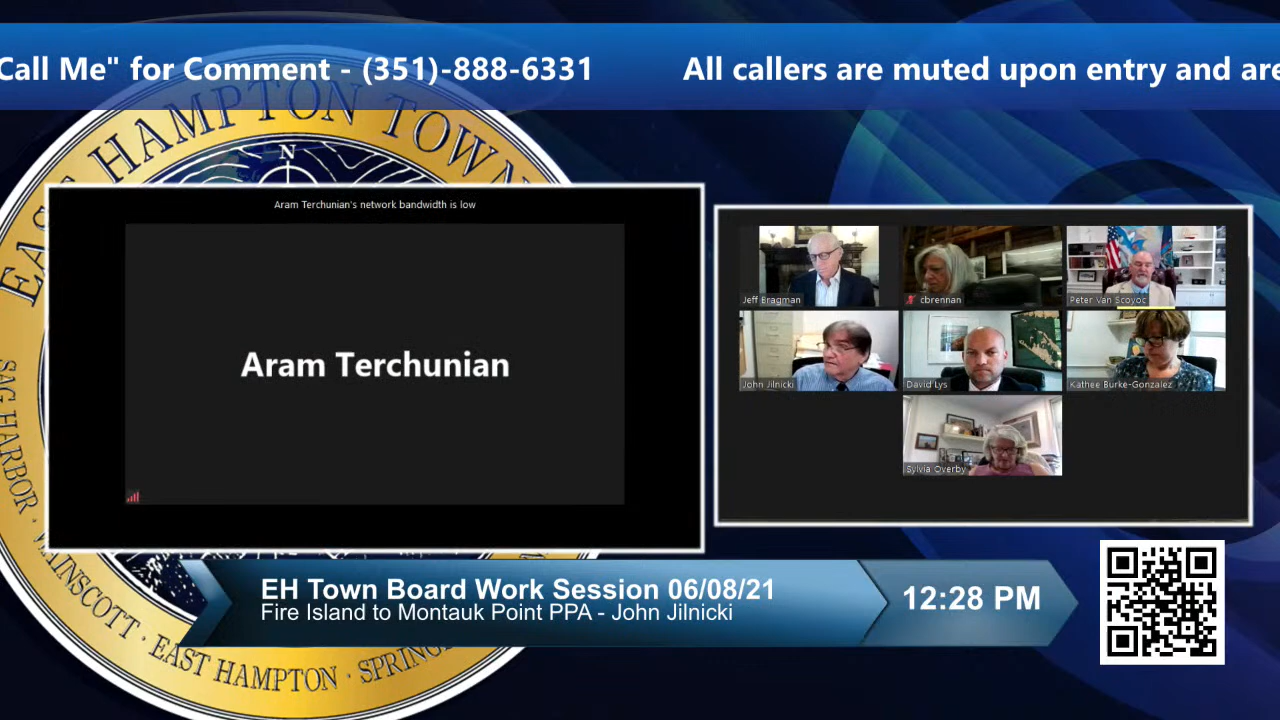 Call Me" for Comment - (351)-888-6331 All callers are muted upon entry and are
EAST HAMPTON TOWN
N
Aram Terchunian's network bandwidth is low
Aram Terchunian
Jeff Bragman
cbrennan
Peter Van Scoyoc
John Jilnicki
David Lys
Kathee Burke-Gonzalez
Sylvia Overby
SAG HARBOR · WAINSCOTT · EAST HAMPTON · SPRING
EH Town Board Work Session 06/08/21
Fire Island to Montauk Point PPA - John Jilnicki
12:28 PM